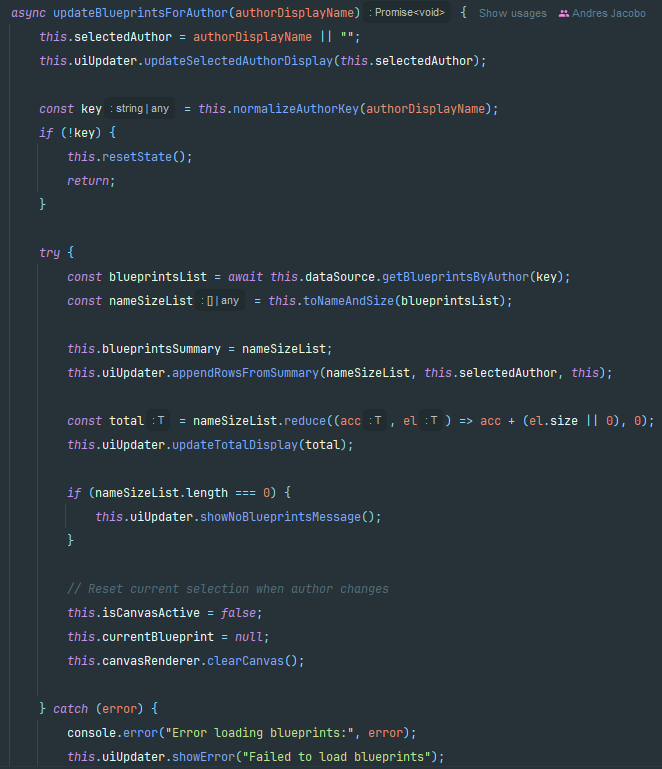 async updateBlueprintsForAuthor(authorDisplayName) : Promise<void> {  Show usages  Andres Jacobo
    this.selectedAuthor = authorDisplayName || "";
    this.uiUpdater.updateSelectedAuthorDisplay(this.selectedAuthor);

    const key : string | any = this.normalizeAuthorKey(authorDisplayName);
    if (!key) {
        this.resetState();
        return;
    }

    try {
        const blueprintsList = await this.dataSource.getBlueprintsByAuthor(key);
        const nameSizeList : [] | any = this.toNameAndSize(blueprintsList);

        this.blueprintsSummary = nameSizeList;
        this.uiUpdater.appendRowsFromSummary(nameSizeList, this.selectedAuthor, this);

        const total : T = nameSizeList.reduce((acc : T , el : T ) => acc + (el.size || 0), 0);
        this.uiUpdater.updateTotalDisplay(total);

        if (nameSizeList.length === 0) {
            this.uiUpdater.showNoBlueprintsMessage();
        }

        // Reset current selection when author changes
        this.isCanvasActive = false;
        this.currentBlueprint = null;
        this.canvasRenderer.clearCanvas();

    } catch (error) {
        console.error("Error loading blueprints:", error);
        this.uiUpdater.showError("Failed to load blueprints");